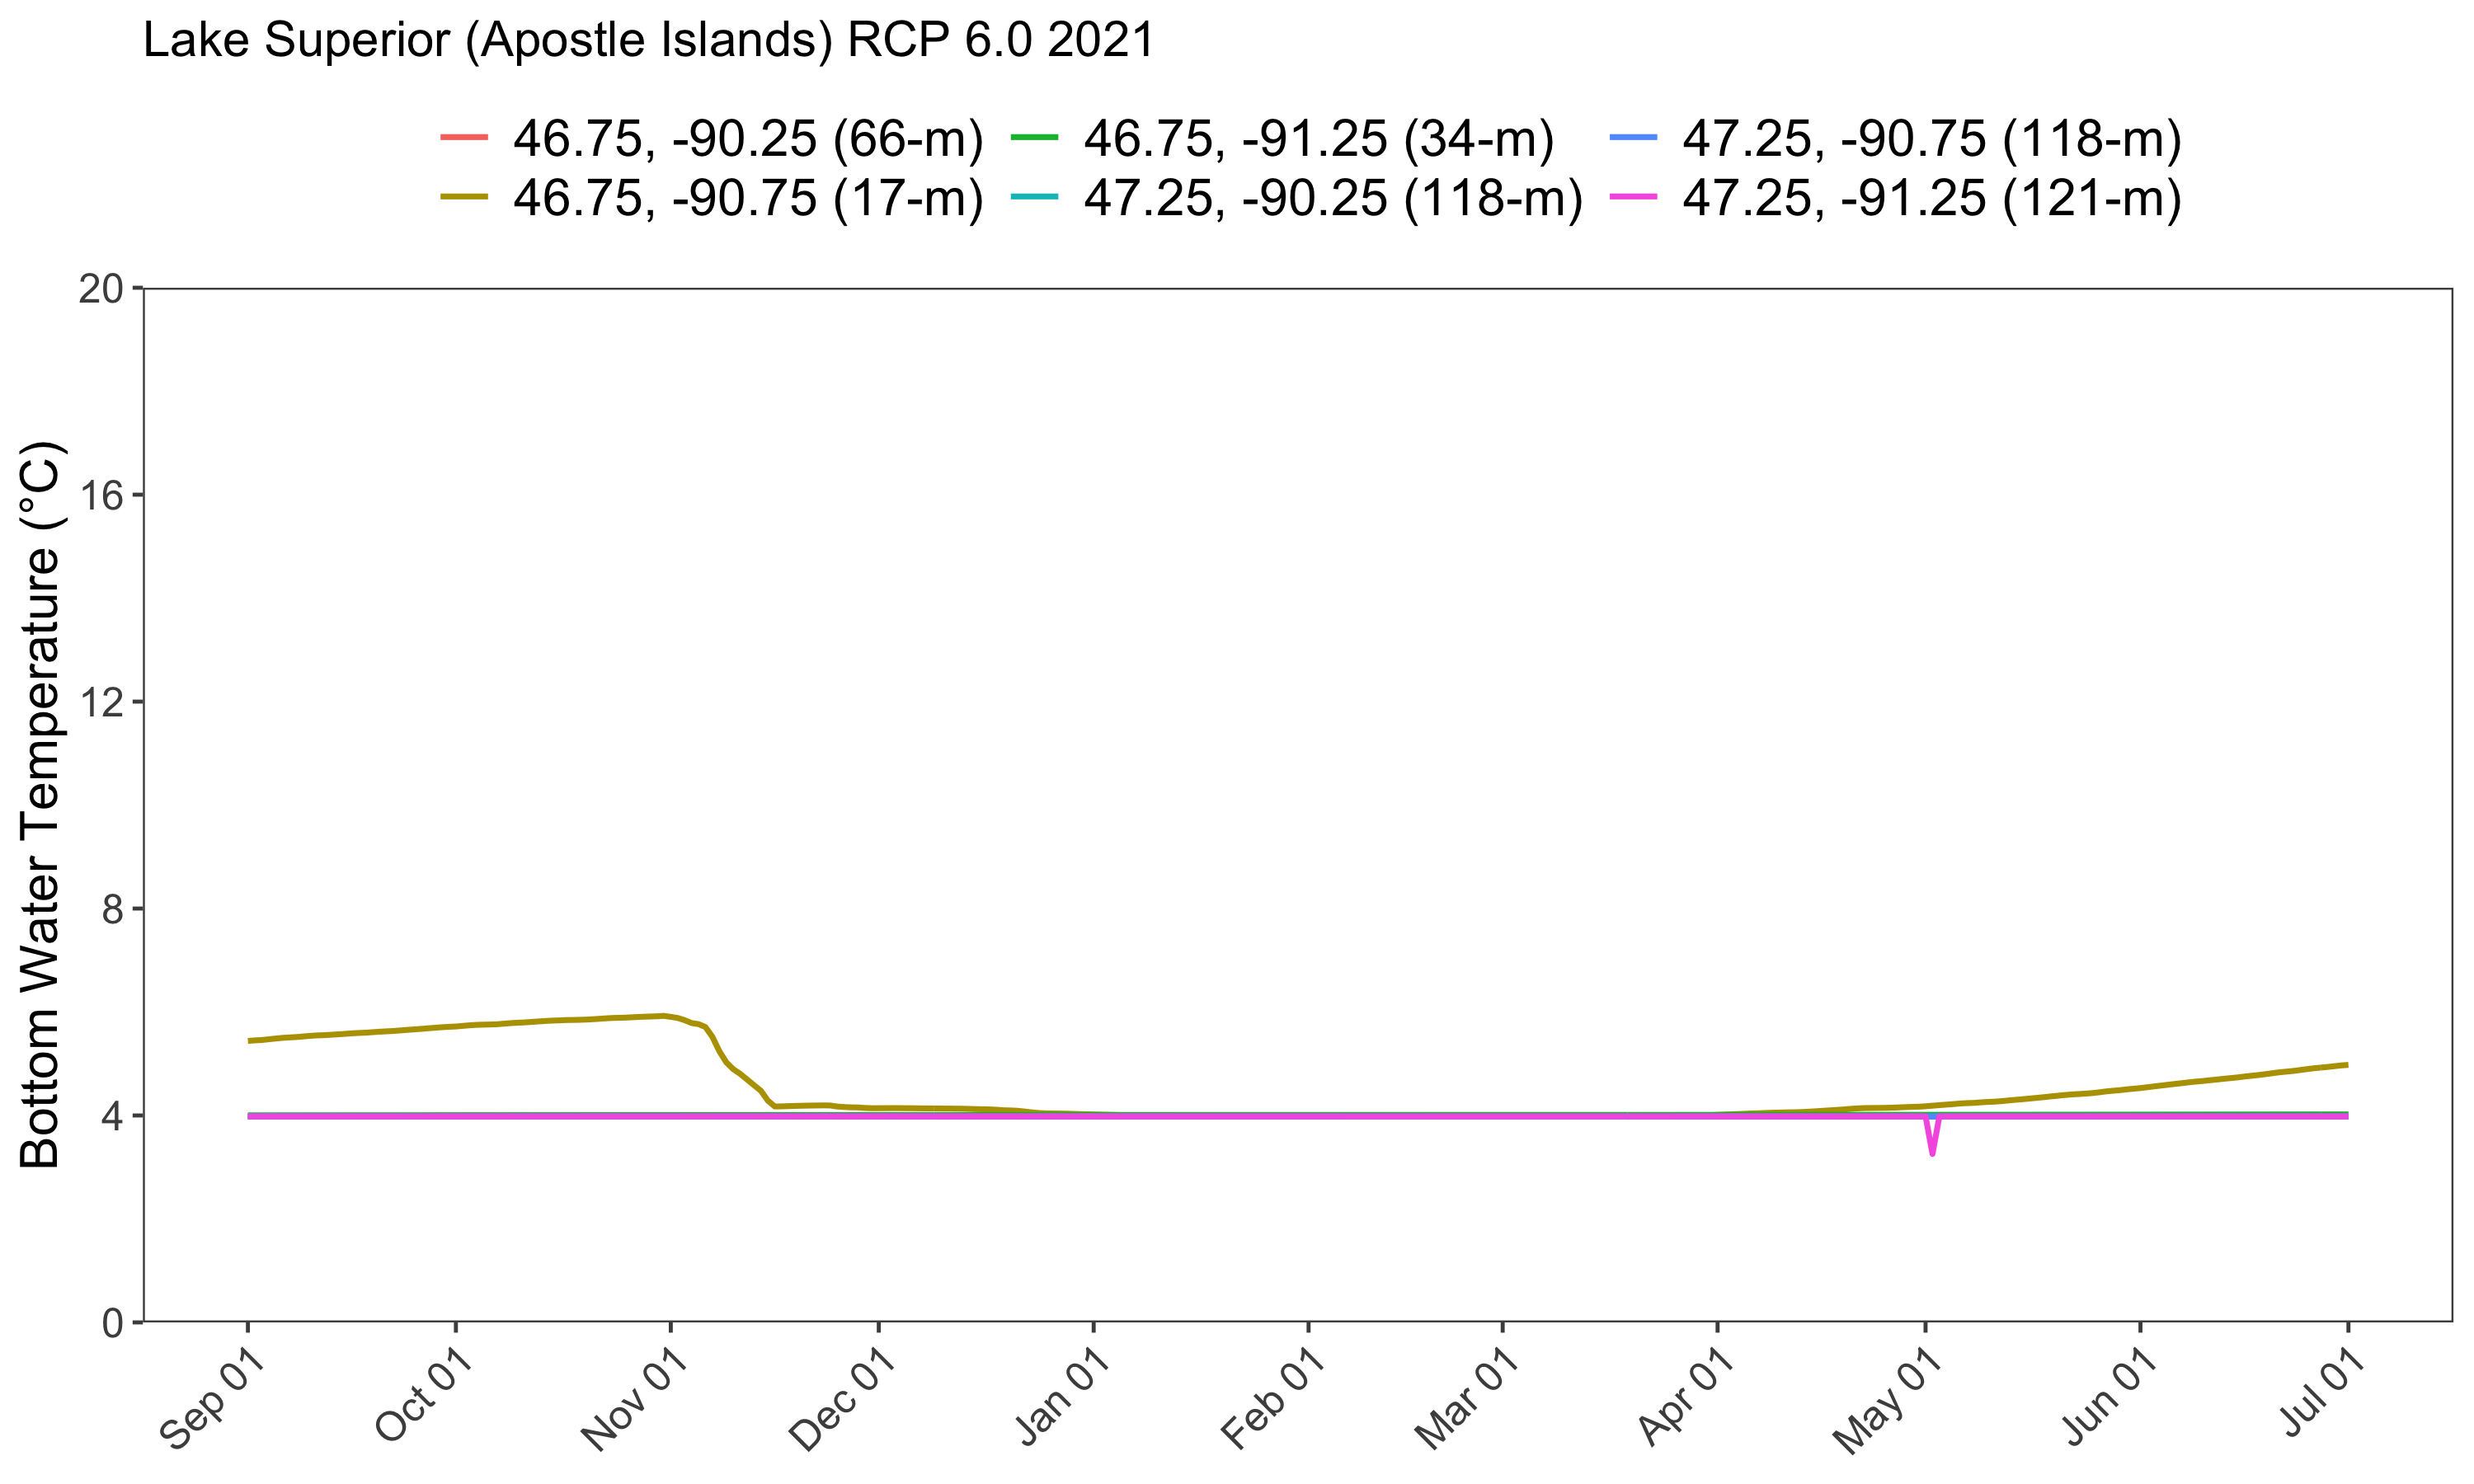 Lake Superior (Apostle Islands) RCP 6.0 2021
46.75, -90.25 (66-m) 46.75, -91.25 (34-m) 47.25, -90.75 (118-m)
46.75, -90.75 (17-m) 47.25, -90.25 (118-m) 47.25, -91.25 (121-m)
Bottom Water Temperature (°C)
20
16
12
8
4
0
Sep 01 Oct 01 Nov 01 Dec 01 Jan 01 Feb 01 Mar 01 Apr 01 May 01 Jun 01 Jul 01